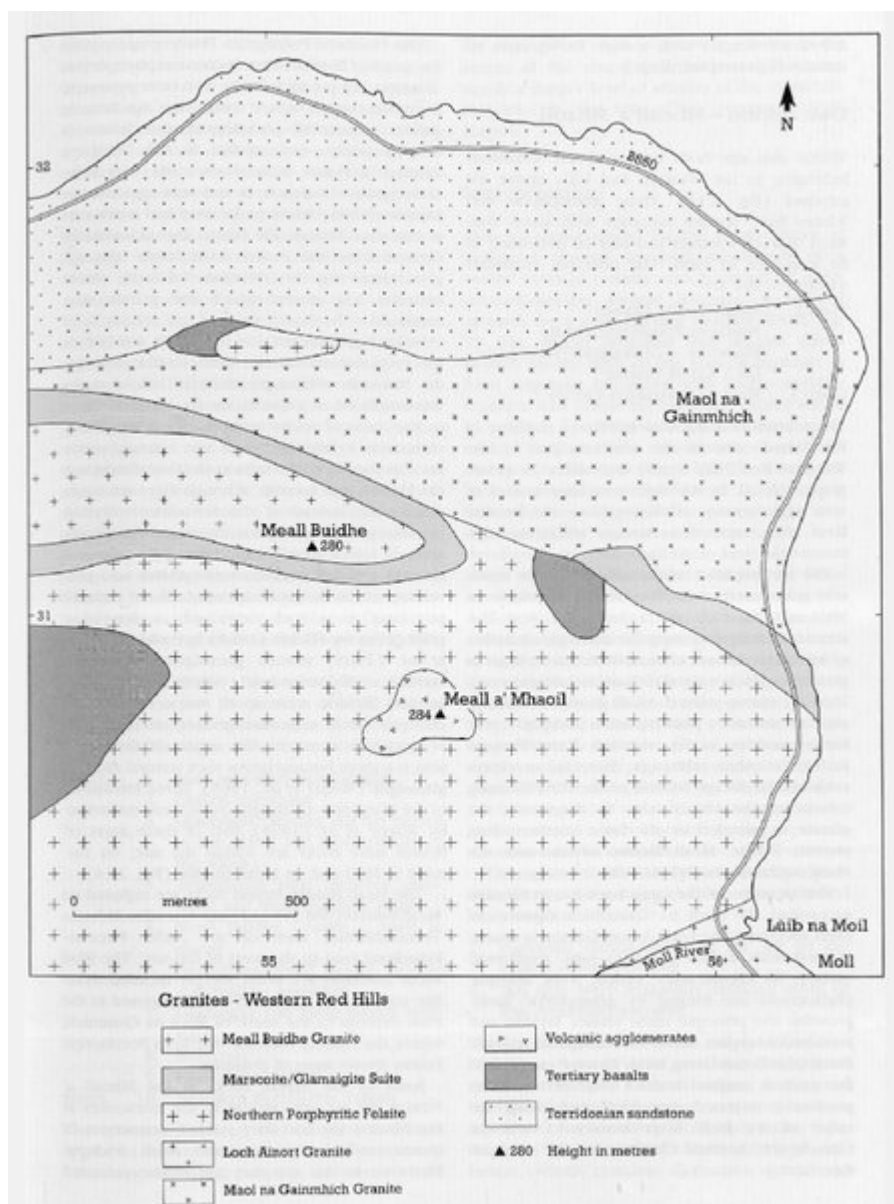 N
32
B850
Maol na
Gainmhich
Meall Buidhe
▲ 280
31
Meall a' Mhaoil
284 ▲
0 metres 500
Luib na Moil
Moll River
Moll
55
56
Granites - Western Red Hills
Meall Buidhe Granite
Marscoite/Glamaigite Suite
Northern Porphyritic Felsite
Loch Ainort Granite
Maol na Gainmhich Granite
Volcanic agglomerates
Tertiary basalts
Torridonian sandstone
▲ 280 Height in metres